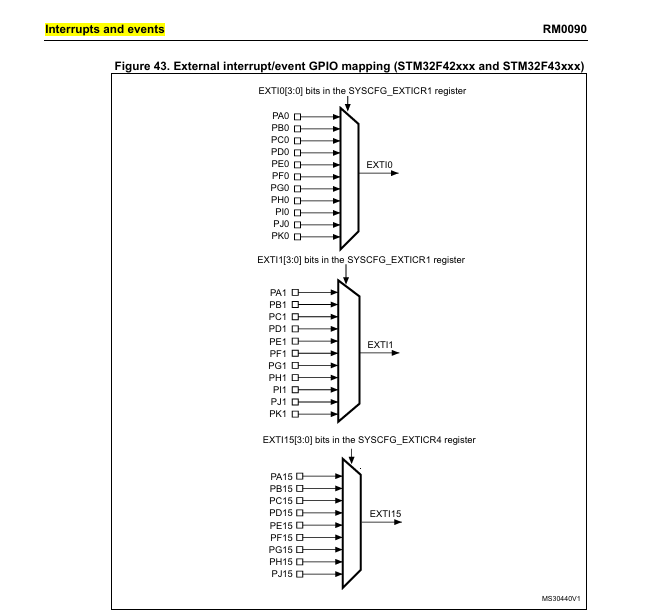 Interrupts and events RM0090
Figure 43. External interrupt/event GPIO mapping (STM32F42xxx and STM32F43xxx)
EXTI0[3:0] bits in the SYSCFG_EXTICR1 register
PA0
PB0
PC0
PD0
PE0
PF0
PG0
PH0
PI0
PJ0
PK0
EXTI0
EXTI1[3:0] bits in the SYSCFG_EXTICR1 register
PA1
PB1
PC1
PD1
PE1
PF1
PG1
PH1
PI1
PJ1
PK1
EXTI1
EXTI15[3:0] bits in the SYSCFG_EXTICR4 register
PA15
PB15
PC15
PD15
PE15
PF15
PG15
PH15
PJ15
EXTI15
MS30440V1